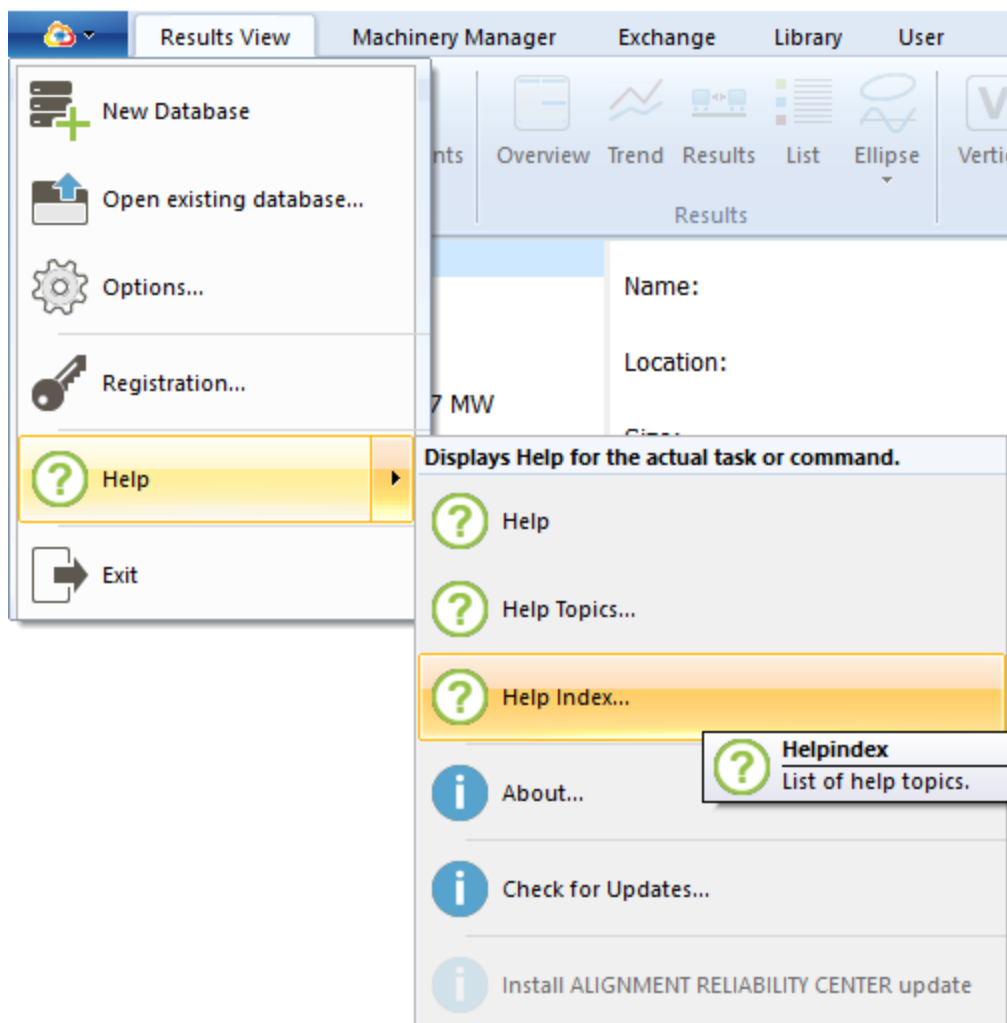 Results View Machinery Manager Exchange Library User
New Database
Open existing database...
Options...
Registration...
Help
Exit
Overview Trend Results List Ellipse
Results
Name:
Location:
7 MW
Displays Help for the actual task or command.
Help
Help Topics...
Help Index...
Helpindex
List of help topics.
About...
Check for Updates...
Install ALIGNMENT RELIABILITY CENTER update